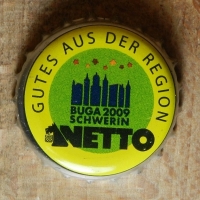 GUTES AUS DER REGION
BUGA 2009
SCHWERIN
NETTO